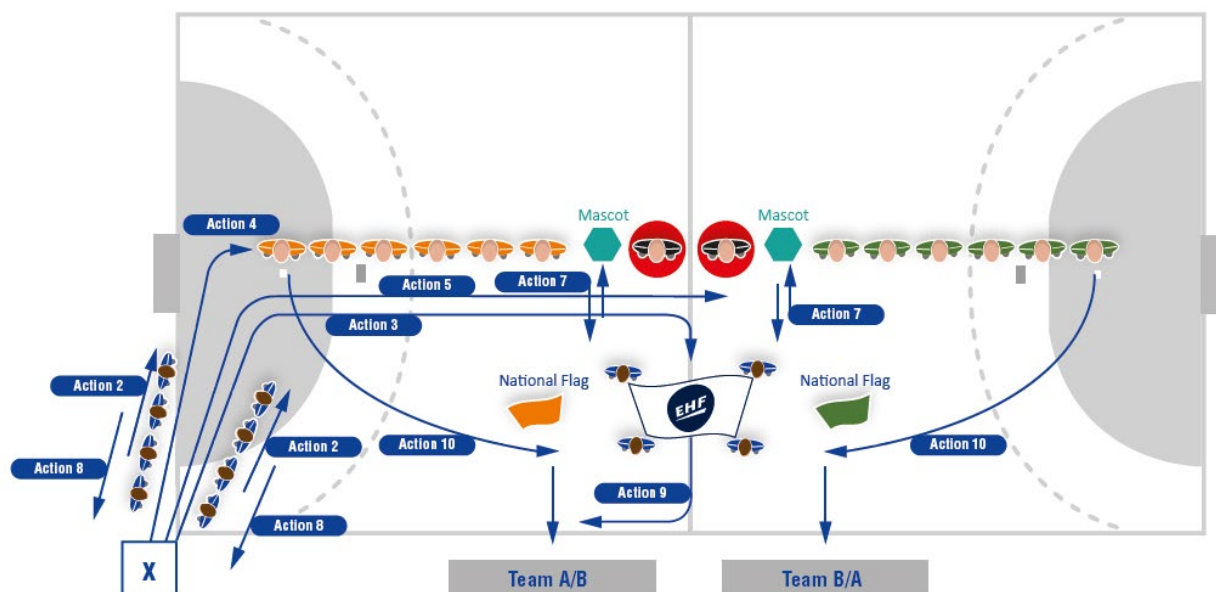 Mascot
Mascot
Action 4
Action 5
Action 7
Action 3
Action 7
Action 2
National Flag
EHF
National Flag
Action 10
Action 2
Action 10
Action 8
Action 9
Action 8
X
Team A/B
Team B/A